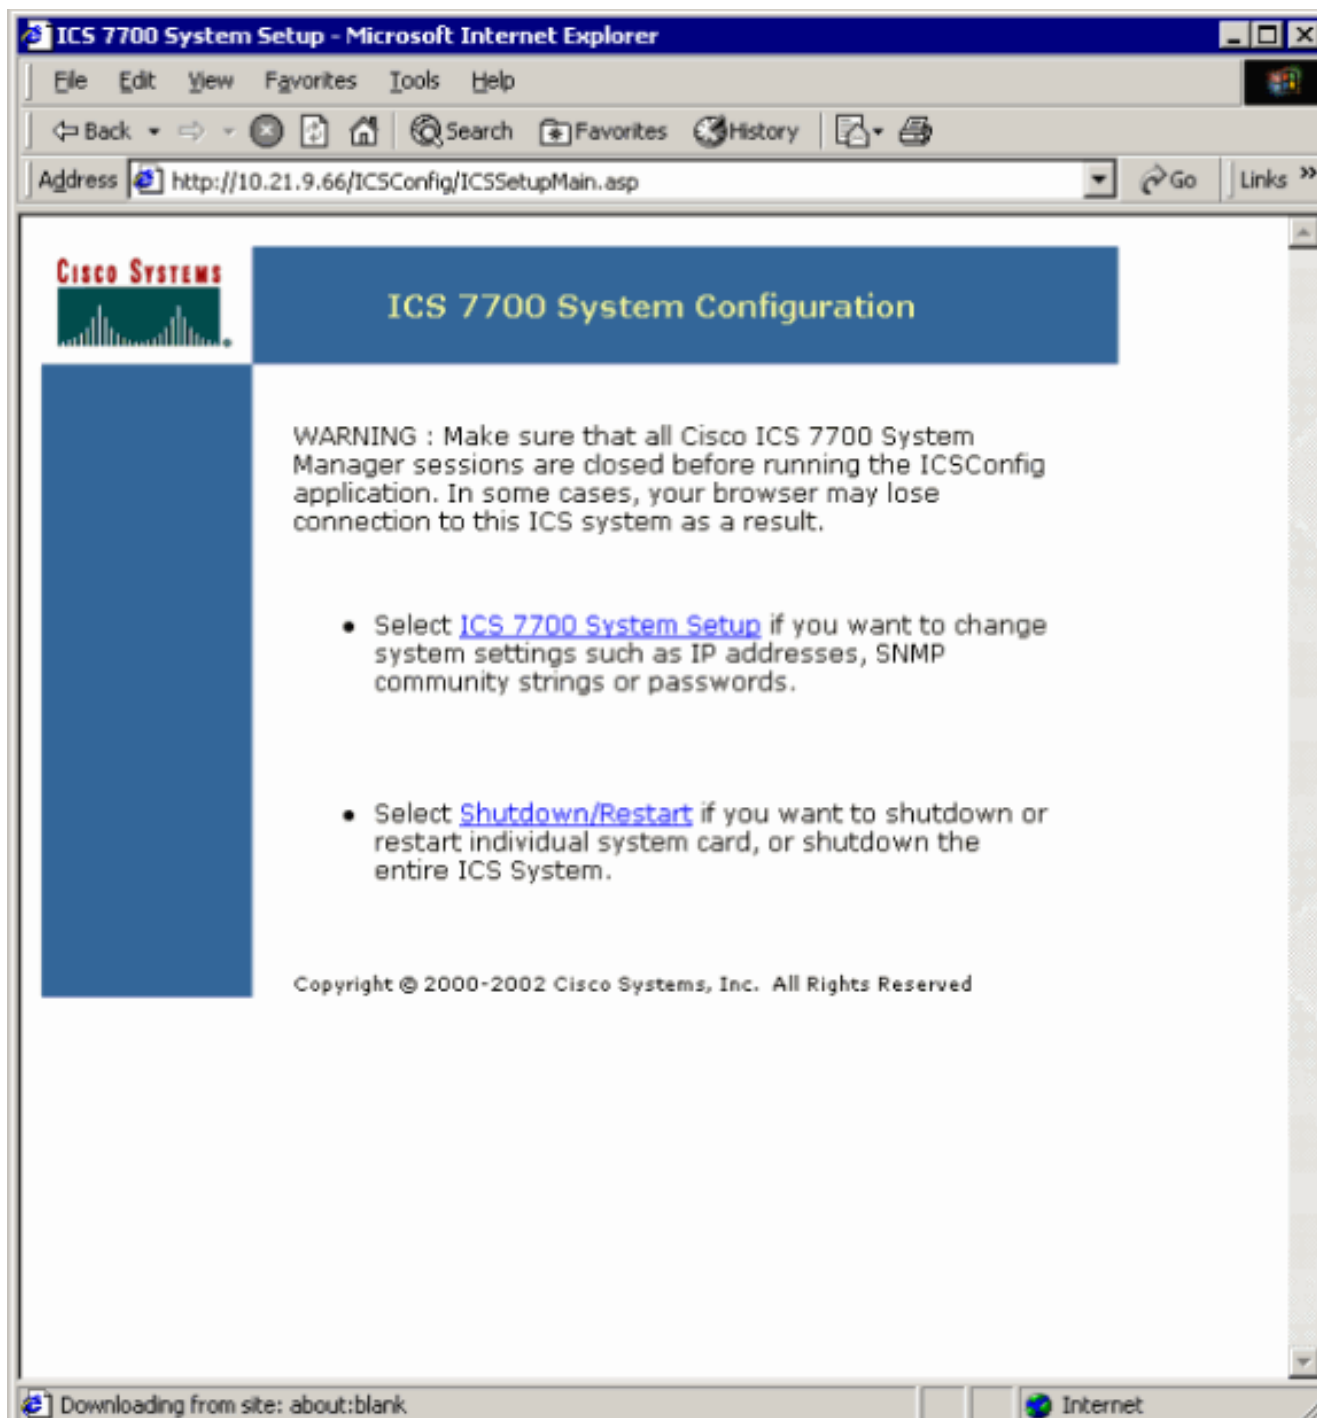 ICS 7700 System Setup - Microsoft Internet Explorer
File Edit View Favorites Tools Help
Back Search Favorites History
Address http://10.21.9.66/ICSConfig/ICSSetupMain.asp Go Links »
CISCO SYSTEMS
ICS 7700 System Configuration
WARNING : Make sure that all Cisco ICS 7700 System
Manager sessions are closed before running the ICSConfig
application. In some cases, your browser may lose
connection to this ICS system as a result.
• Select ICS 7700 System Setup if you want to change
system settings such as IP addresses, SNMP
community strings or passwords.
• Select Shutdown/Restart if you want to shutdown or
restart individual system card, or shutdown the
entire ICS System.
Copyright © 2000-2002 Cisco Systems, Inc. All Rights Reserved
Downloading from site: about:blank Internet